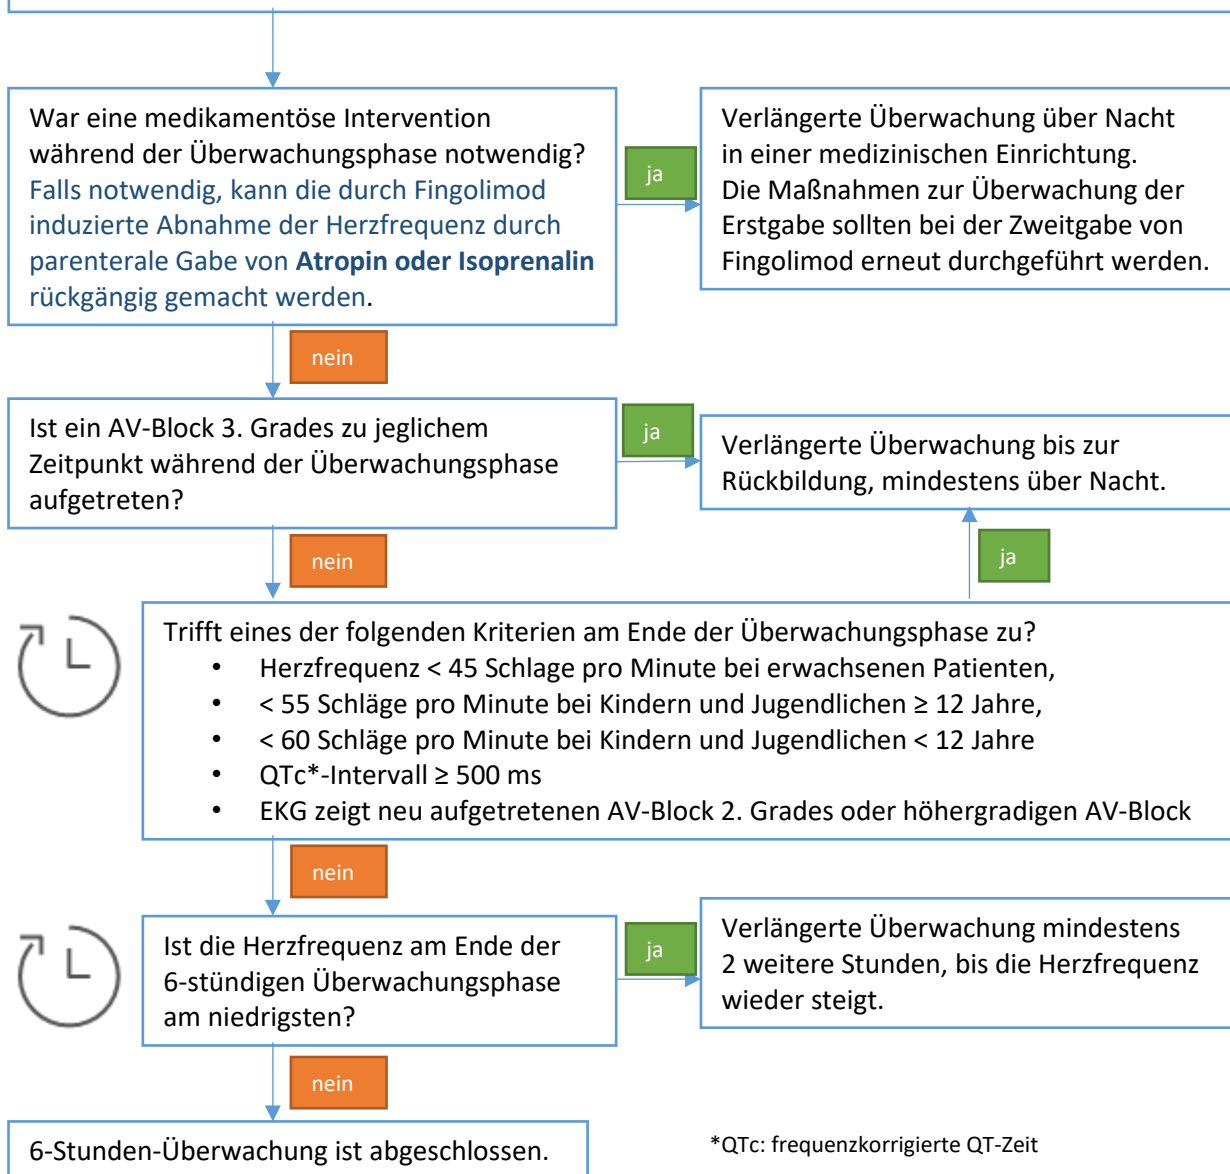 War eine medikamentöse Intervention
während der Überwachungsphase notwendig?
Falls notwendig, kann die durch Fingolimod
induzierte Abnahme der Herzfrequenz durch
parenterale Gabe von Atropin oder Isoprenalin
rückgängig gemacht werden.
ja
Verlängerte Überwachung über Nacht
in einer medizinischen Einrichtung.
Die Maßnahmen zur Überwachung der
Erstgabe sollten bei der Zweitgabe von
Fingolimod erneut durchgeführt werden.
nein
Ist ein AV-Block 3. Grades zu jeglichem
Zeitpunkt während der Überwachungsphase
aufgetreten?
ja
Verlängerte Überwachung bis zur
Rückbildung, mindestens über Nacht.
nein
ja
Trifft eines der folgenden Kriterien am Ende der Überwachungsphase zu?
• Herzfrequenz < 45 Schlage pro Minute bei erwachsenen Patienten,
• < 55 Schläge pro Minute bei Kindern und Jugendlichen ≥ 12 Jahre,
• < 60 Schläge pro Minute bei Kindern und Jugendlichen < 12 Jahre
• QTc*-Intervall ≥ 500 ms
• EKG zeigt neu aufgetretenen AV-Block 2. Grades oder höhergradigen AV-Block
nein
Ist die Herzfrequenz am Ende der
6-stündigen Überwachungsphase
am niedrigsten?
ja
Verlängerte Überwachung mindestens
2 weitere Stunden, bis die Herzfrequenz
wieder steigt.
nein
6-Stunden-Überwachung ist abgeschlossen.
*QTc: frequenzkorrigierte QT-Zeit